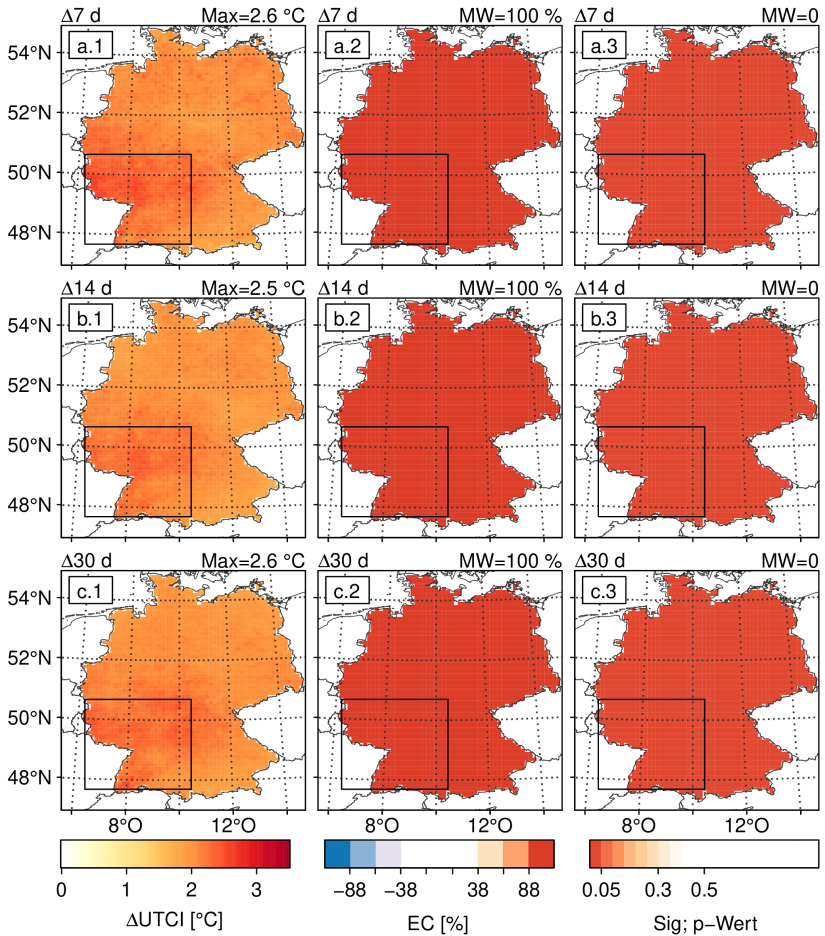 Δ7 d Max=2.6 °C Δ7 d MW=100 % Δ7 d MW=0
54°N a.1 a.2 a.3
52°N
50°N
48°N
Δ14 d Max=2.5 °C Δ14 d MW=100 % Δ14 d MW=0
54°N b.1 b.2 b.3
52°N
50°N
48°N
Δ30 d Max=2.6 °C Δ30 d MW=100 % Δ30 d MW=0
54°N c.1 c.2 c.3
52°N
50°N
48°N
8°O 12°O 8°O 12°O 8°O 12°O
0 1 2 3 −88 −38 38 88 0.05 0.3 0.5
ΔUTCI [°C] EC [%] Sig; p−Wert